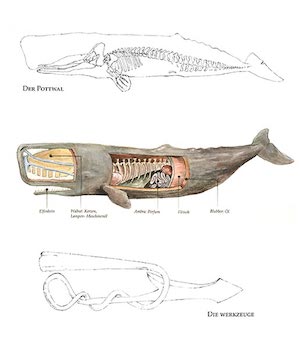 Der Pottwal
Elfenbein
Walrat: Kerzen,
Lampen- Maschinenöl
Ambra: Parfum
Fleisch
Blubber: Öl
Die werkzeuge